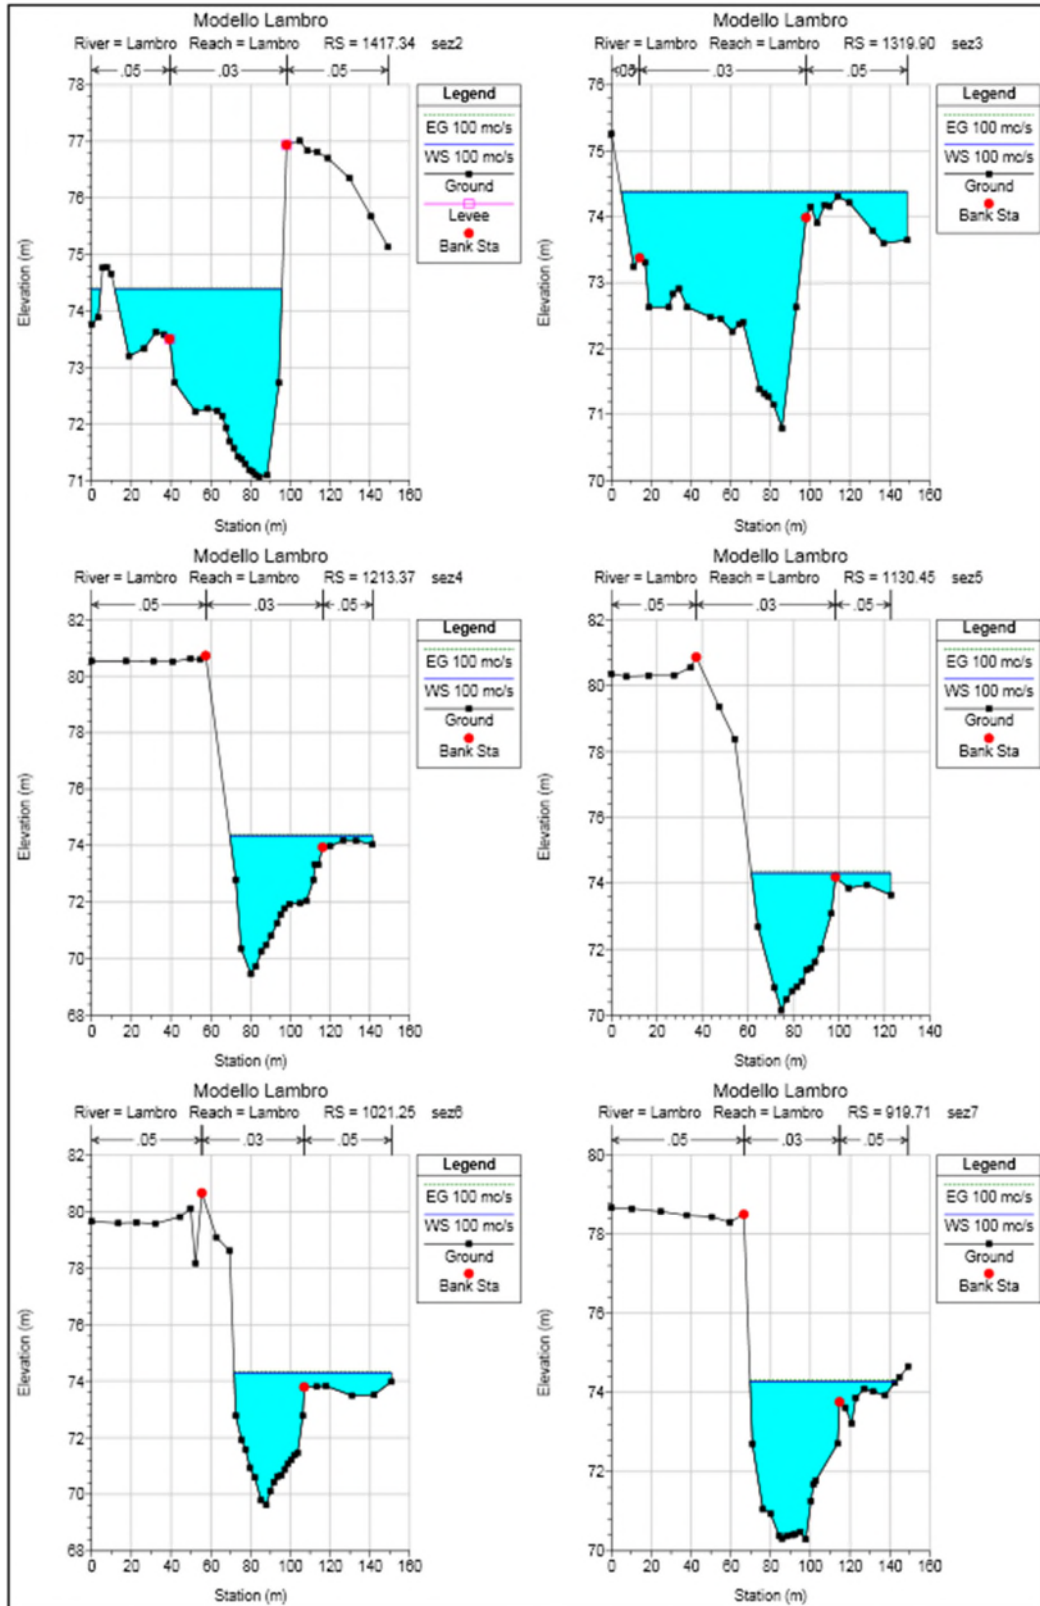 Modello Lambro
River = Lambro Reach = Lambro RS = 1417.34 sez2
.05 .03 .05
Legend
EG 100 mc/s
WS 100 mc/s
Ground
Levee
Bank Sta
Elevation (m)
78
77
76
75
74
73
72
71
0 20 40 60 80 100 120 140 160
Station (m)
Modello Lambro
River = Lambro Reach = Lambro RS = 1319.90 sez3
.05 .03 .05
Legend
EG 100 mc/s
WS 100 mc/s
Ground
Bank Sta
Elevation (m)
76
75
74
73
72
71
70
0 20 40 60 80 100 120 140 160
Station (m)
Modello Lambro
River = Lambro Reach = Lambro RS = 1213.37 sez4
.05 .03 .05
Legend
EG 100 mc/s
WS 100 mc/s
Ground
Bank Sta
Elevation (m)
82
80
78
76
74
72
70
68
0 20 40 60 80 100 120 140 160
Station (m)
Modello Lambro
River = Lambro Reach = Lambro RS = 1130.45 sez5
.05 .03 .05
Legend
EG 100 mc/s
WS 100 mc/s
Ground
Bank Sta
Elevation (m)
82
80
78
76
74
72
70
0 20 40 60 80 100 120 140
Station (m)
Modello Lambro
River = Lambro Reach = Lambro RS = 1021.25 sez6
.05 .03 .05
Legend
EG 100 mc/s
WS 100 mc/s
Ground
Bank Sta
Elevation (m)
82
80
78
76
74
72
70
68
0 20 40 60 80 100 120 140 160
Station (m)
Modello Lambro
River = Lambro Reach = Lambro RS = 919.71 sez7
.05 .03 .05
Legend
EG 100 mc/s
WS 100 mc/s
Ground
Bank Sta
Elevation (m)
80
78
76
74
72
70
0 20 40 60 80 100 120 140 160
Station (m)